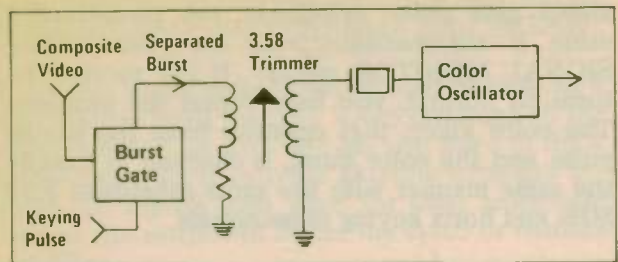 Composite
Video
Separated
Burst
3.58
Trimmer
Color
Oscillator
Burst
Gate
Keying
Pulse